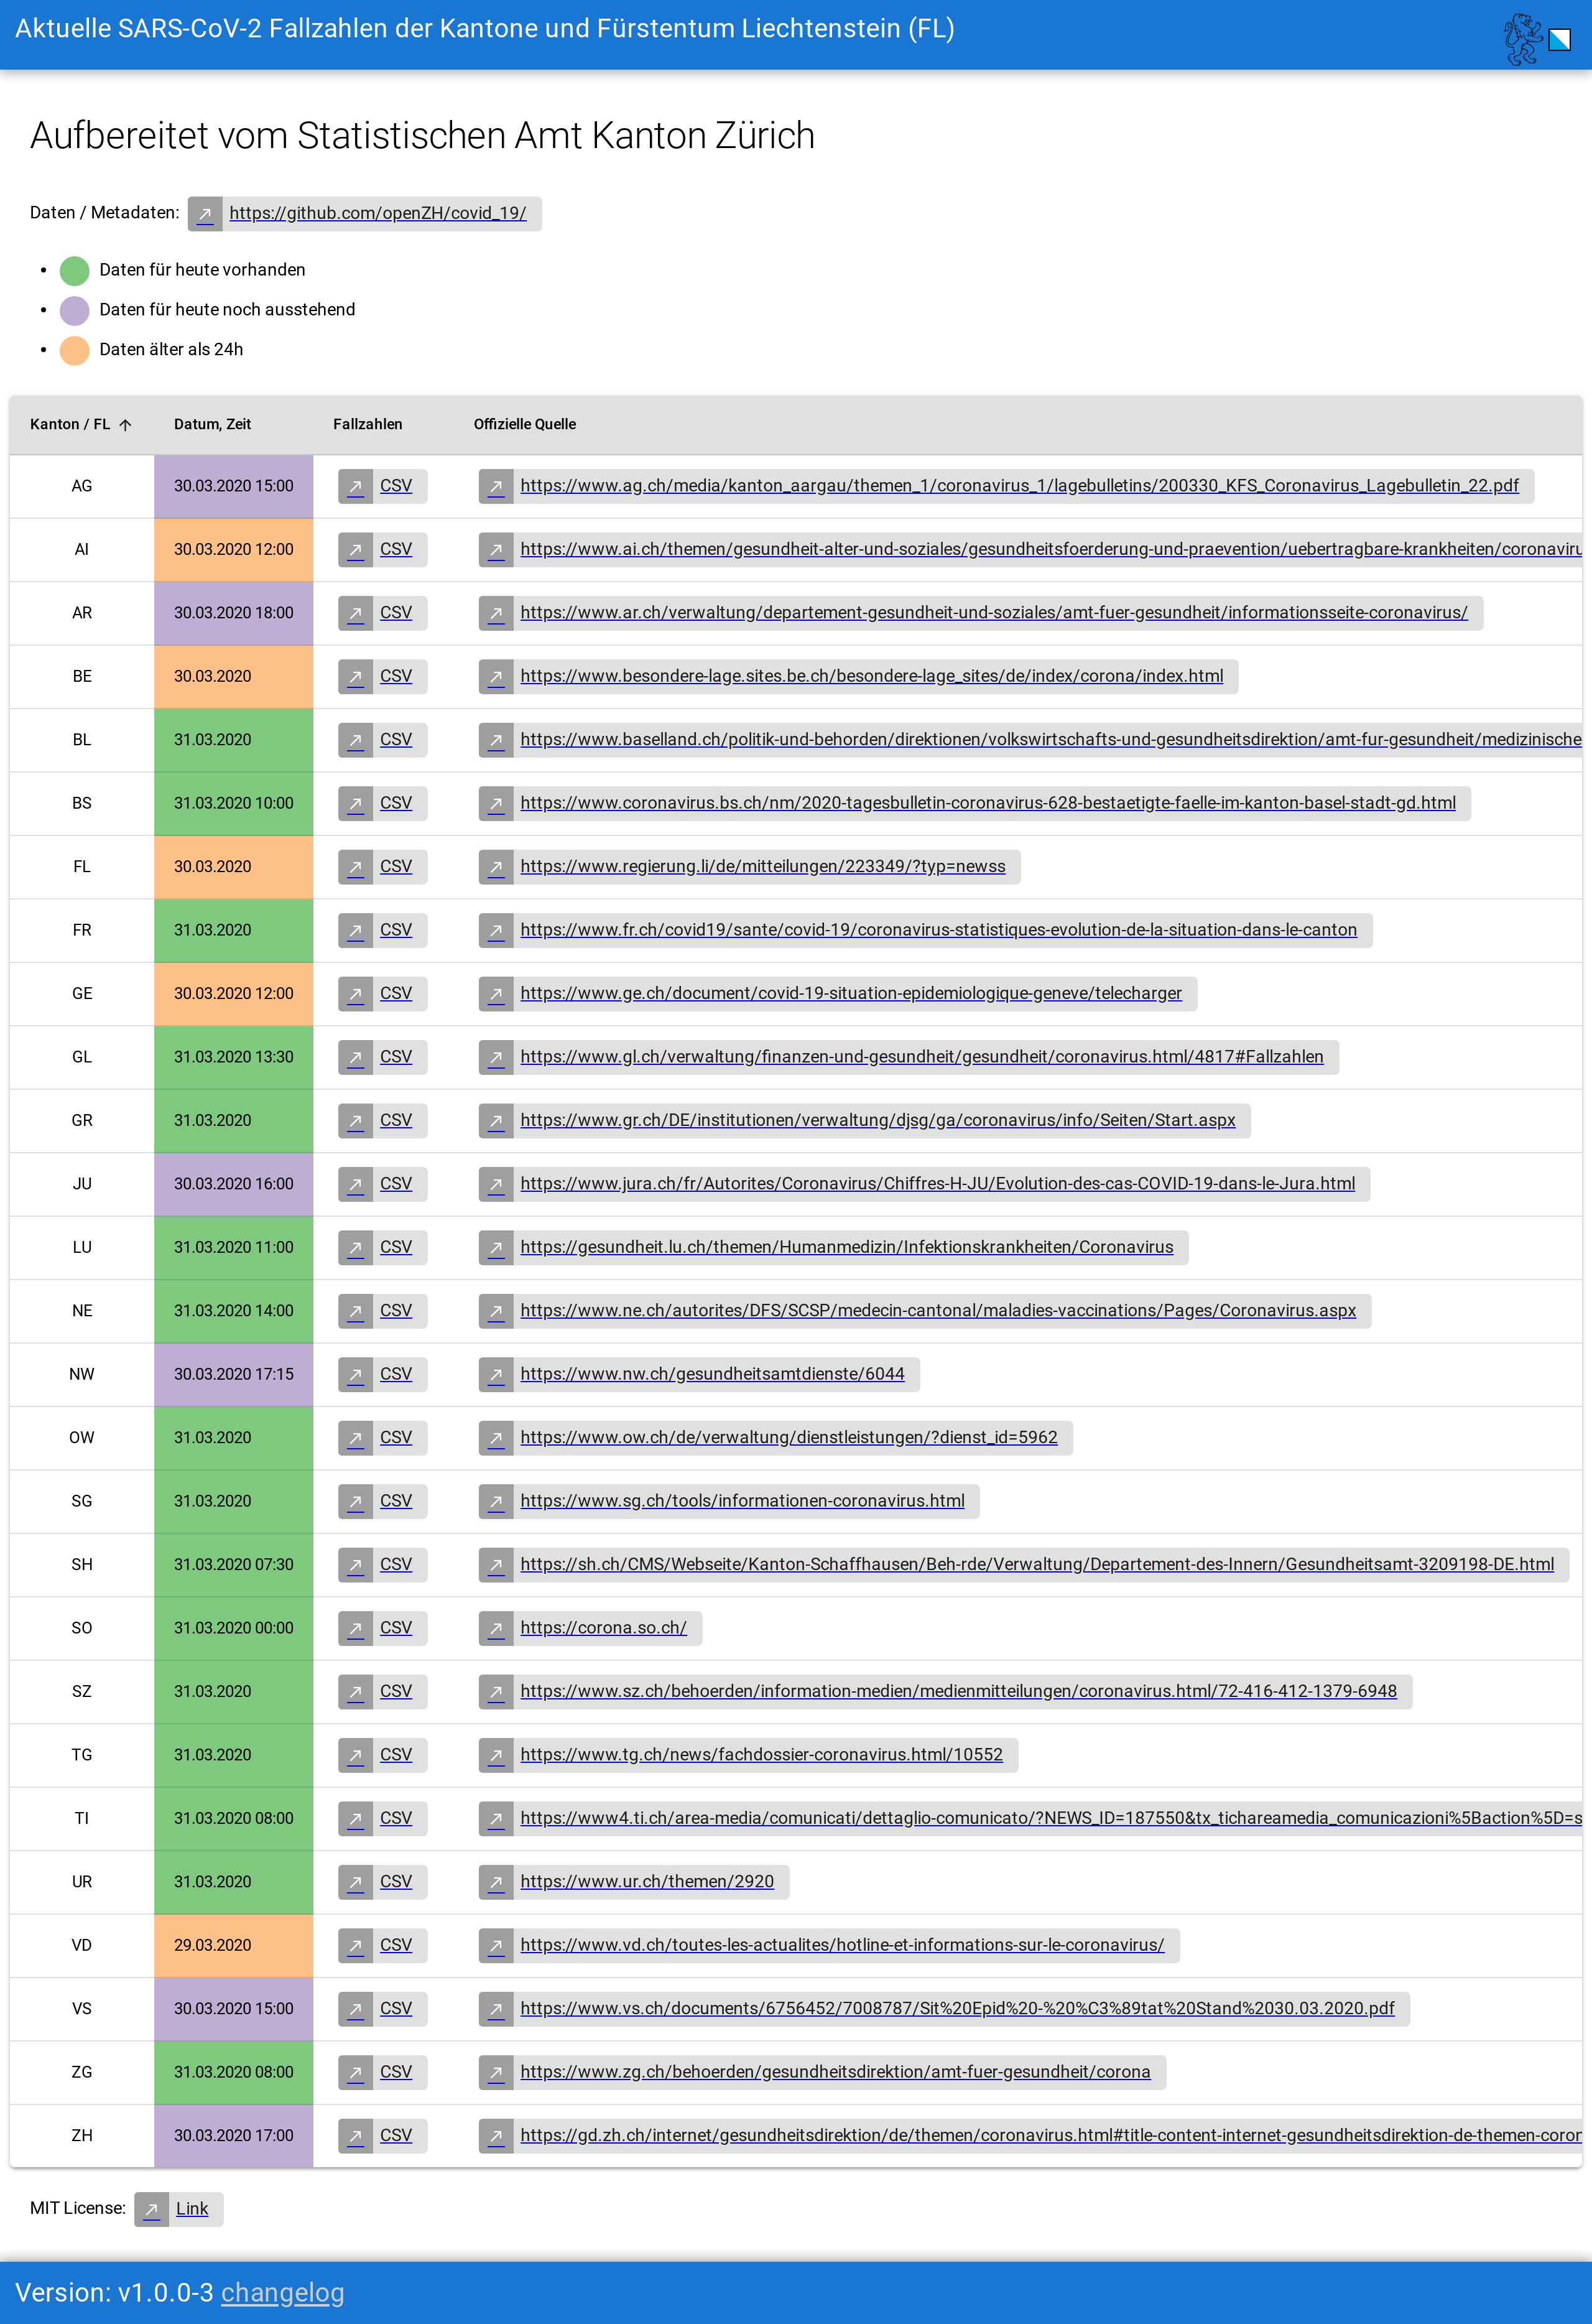 Aktuelle SARS-CoV-2 Fallzahlen der Kantone und Fürstentum Liechtenstein (FL)
Aufbereitet vom Statistischen Amt Kanton Zürich
Daten / Metadaten: https://github.com/openZH/covid_19/
Daten für heute vorhanden
Daten für heute noch ausstehend
Daten älter als 24h
Kanton / FL Datum, Zeit Fallzahlen Offizielle Quelle
AG 30.03.2020 15:00 CSV https://www.ag.ch/media/kanton_aargau/themen_1/coronavirus_1/lagebulletins/200330_KFS_Coronavirus_Lagebulletin_22.pdf
AI 30.03.2020 12:00 CSV https://www.ai.ch/themen/gesundheit-alter-und-soziales/gesundheitsfoerderung-und-praevention/uebertragbare-krankheiten/coronaviru
AR 30.03.2020 18:00 CSV https://www.ar.ch/verwaltung/departement-gesundheit-und-soziales/amt-fuer-gesundheit/informationsseite-coronavirus/
BE 30.03.2020 CSV https://www.besondere-lage.sites.be.ch/besondere-lage_sites/de/index/corona/index.html
BL 31.03.2020 CSV https://www.baselland.ch/politik-und-behorden/direktionen/volkswirtschafts-und-gesundheitsdirektion/amt-fur-gesundheit/medizinische
BS 31.03.2020 10:00 CSV https://www.coronavirus.bs.ch/nm/2020-tagesbulletin-coronavirus-628-bestaetigte-faelle-im-kanton-basel-stadt-gd.html
FL 30.03.2020 CSV https://www.regierung.li/de/mitteilungen/223349/?typ=newss
FR 31.03.2020 CSV https://www.fr.ch/covid19/sante/covid-19/coronavirus-statistiques-evolution-de-la-situation-dans-le-canton
GE 30.03.2020 12:00 CSV https://www.ge.ch/document/covid-19-situation-epidemiologique-geneve/telecharger
GL 31.03.2020 13:30 CSV https://www.gl.ch/verwaltung/finanzen-und-gesundheit/gesundheit/coronavirus.html/4817#Fallzahlen
GR 31.03.2020 CSV https://www.gr.ch/DE/institutionen/verwaltung/djsg/ga/coronavirus/info/Seiten/Start.aspx
JU 30.03.2020 16:00 CSV https://www.jura.ch/fr/Autorites/Coronavirus/Chiffres-H-JU/Evolution-des-cas-COVID-19-dans-le-Jura.html
LU 31.03.2020 11:00 CSV https://gesundheit.lu.ch/themen/Humanmedizin/Infektionskrankheiten/Coronavirus
NE 31.03.2020 14:00 CSV https://www.ne.ch/autorites/DFS/SCSP/medecin-cantonal/maladies-vaccinations/Pages/Coronavirus.aspx
NW 30.03.2020 17:15 CSV https://www.nw.ch/gesundheitsamtdienste/6044
OW 31.03.2020 CSV https://www.ow.ch/de/verwaltung/dienstleistungen/?dienst_id=5962
SG 31.03.2020 CSV https://www.sg.ch/tools/informationen-coronavirus.html
SH 31.03.2020 07:30 CSV https://sh.ch/CMS/Webseite/Kanton-Schaffhausen/Beh-rde/Verwaltung/Departement-des-Innern/Gesundheitsamt-3209198-DE.html
SO 31.03.2020 00:00 CSV https://corona.so.ch/
SZ 31.03.2020 CSV https://www.sz.ch/behoerden/information-medien/medienmitteilungen/coronavirus.html/72-416-412-1379-6948
TG 31.03.2020 CSV https://www.tg.ch/news/fachdossier-coronavirus.html/10552
TI 31.03.2020 08:00 CSV https://www4.ti.ch/area-media/comunicati/dettaglio-comunicato/?NEWS_ID=187550&tx_tichareamedia_comunicazioni%5Baction%5D=s
UR 31.03.2020 CSV https://www.ur.ch/themen/2920
VD 29.03.2020 CSV https://www.vd.ch/toutes-les-actualites/hotline-et-informations-sur-le-coronavirus/
VS 30.03.2020 15:00 CSV https://www.vs.ch/documents/6756452/7008787/Sit%20Epid%20-%20%C3%89tat%20Stand%2030.03.2020.pdf
ZG 31.03.2020 08:00 CSV https://www.zg.ch/behoerden/gesundheitsdirektion/amt-fuer-gesundheit/corona
ZH 30.03.2020 17:00 CSV https://gd.zh.ch/internet/gesundheitsdirektion/de/themen/coronavirus.html#title-content-internet-gesundheitsdirektion-de-themen-coron
MIT License: Link
Version: v1.0.0-3 changelog